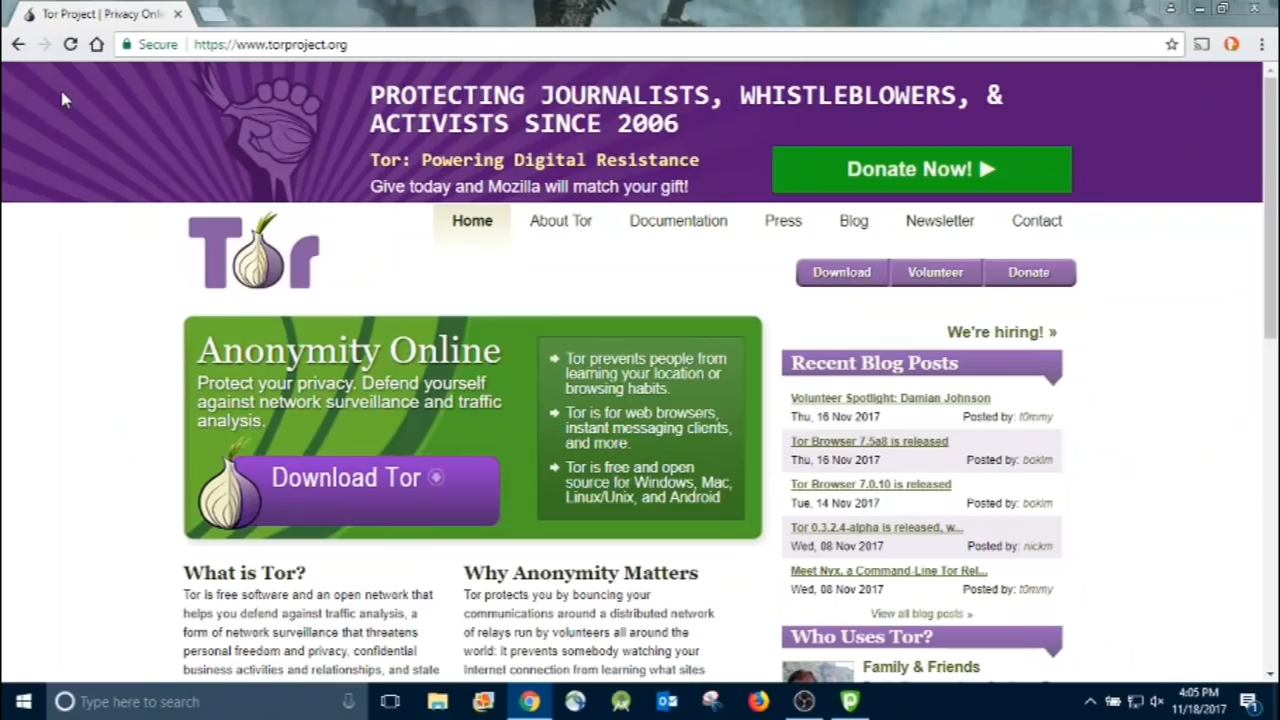 Tor Project | Privacy Onli
Secure
https://www.torproject.org
PROTECTING JOURNALISTS, WHISTLEBLOWERS, &
ACTIVISTS SINCE 2006
Tor: Powering Digital Resistance
Give today and Mozilla will match your gift!
Donate Now!
Tor
Home
About Tor
Documentation
Press
Blog
Newsletter
Contact
Download
Volunteer
Donate
Anonymity Online
Protect your privacy. Defend yourself
against network surveillance and traffic
analysis.
Download Tor
Tor prevents people from
learning your location or
browsing habits.
Tor is for web browsers,
instant messaging clients,
and more.
Tor is free and open
source for Windows, Mac,
Linux/Unix, and Android
We're hiring! »
Recent Blog Posts
Volunteer Spotlight: Damian Johnson
Thu, 16 Nov 2017 Posted by: t0mmy
Tor Browser 7.5a8 is released
Thu, 16 Nov 2017 Posted by: boklm
Tor Browser 7.0.10 is released
Tue, 14 Nov 2017 Posted by: boklm
Tor 0.3.2.4-alpha is released, w...
Wed, 08 Nov 2017 Posted by: nickm
Meet Nyx, a Command-Line Tor Rel...
Wed, 08 Nov 2017 Posted by: t0mmy
View all blog posts »
What is Tor?
Tor is free software and an open network that
helps you defend against traffic analysis, a
form of network surveillance that threatens
personal freedom and privacy, confidential
business activities and relationships, and state
Why Anonymity Matters
Tor protects you by bouncing your
communications around a distributed network
of relays run by volunteers all around the
world: it prevents somebody watching your
Internet connection from learning what sites
Who Uses Tor?
Family & Friends
Type here to search
4:05 PM
11/18/2017